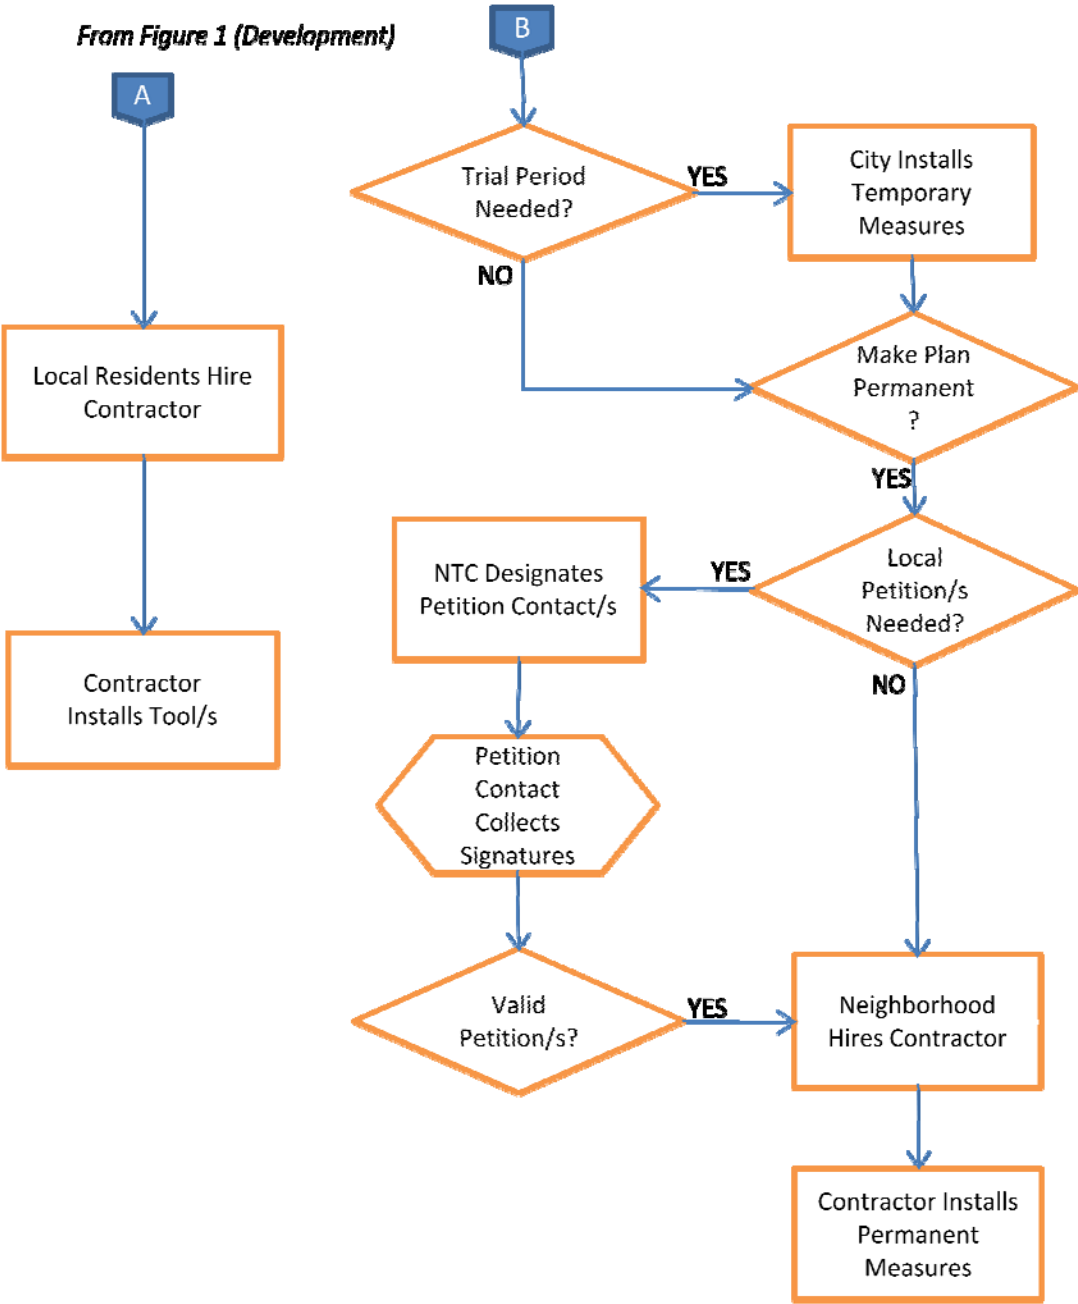 From Figure 1 (Development)
A
Local Residents Hire
Contractor
Contractor
Installs Tool/s
B
Trial Period
Needed?
YES
NO
City Installs
Temporary
Measures
Make Plan
Permanent
?
YES
Local
Petition/s
Needed?
YES
NO
NTC Designates
Petition Contact/s
Petition
Contact
Collects
Signatures
Valid
Petition/s?
YES
Neighborhood
Hires Contractor
Contractor Installs
Permanent
Measures